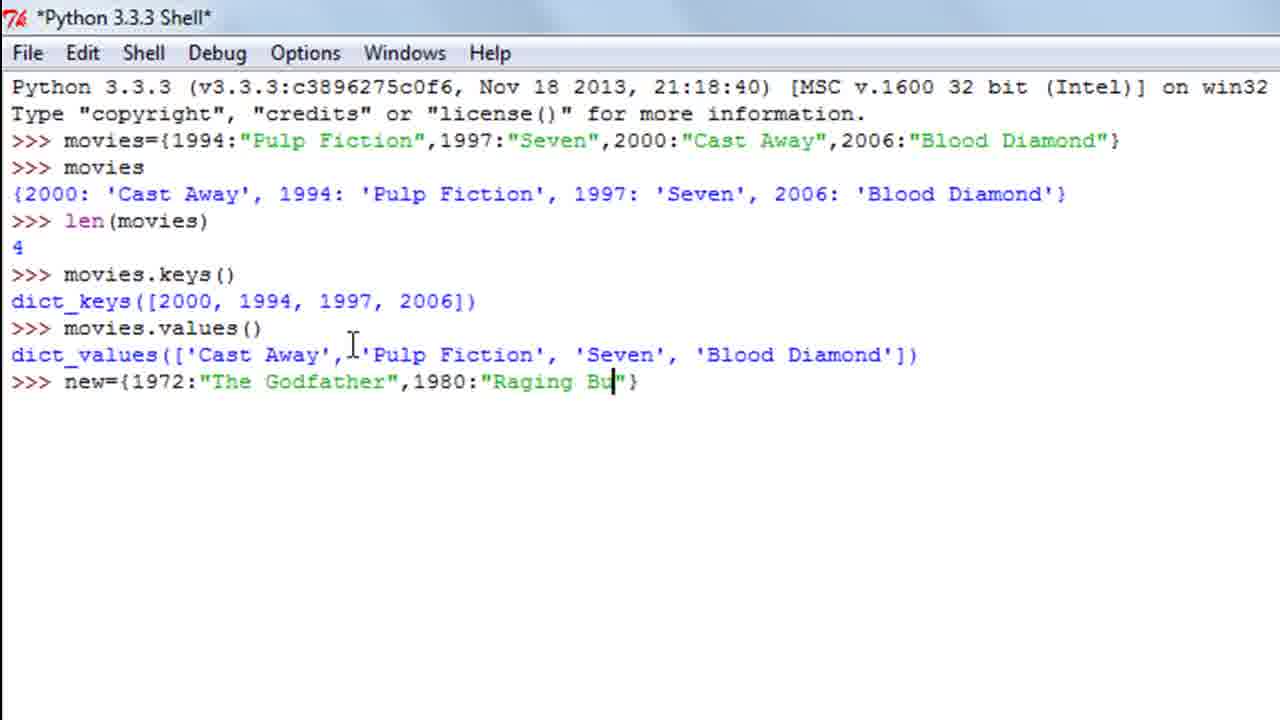 *Python 3.3.3 Shell*
File Edit Shell Debug Options Windows Help
Python 3.3.3 (v3.3.3:c3896275c0f6, Nov 18 2013, 21:18:40) [MSC v.1600 32 bit (Intel)] on win32
Type "copyright", "credits" or "license()" for more information.
>>> movies={1994:"Pulp Fiction",1997:"Seven",2000:"Cast Away",2006:"Blood Diamond"}
>>> movies
{2000: 'Cast Away', 1994: 'Pulp Fiction', 1997: 'Seven', 2006: 'Blood Diamond'}
>>> len(movies)
4
>>> movies.keys()
dict_keys([2000, 1994, 1997, 2006])
>>> movies.values()
dict_values(['Cast Away', 'Pulp Fiction', 'Seven', 'Blood Diamond'])
>>> new={1972:"The Godfather",1980:"Raging Bu"}